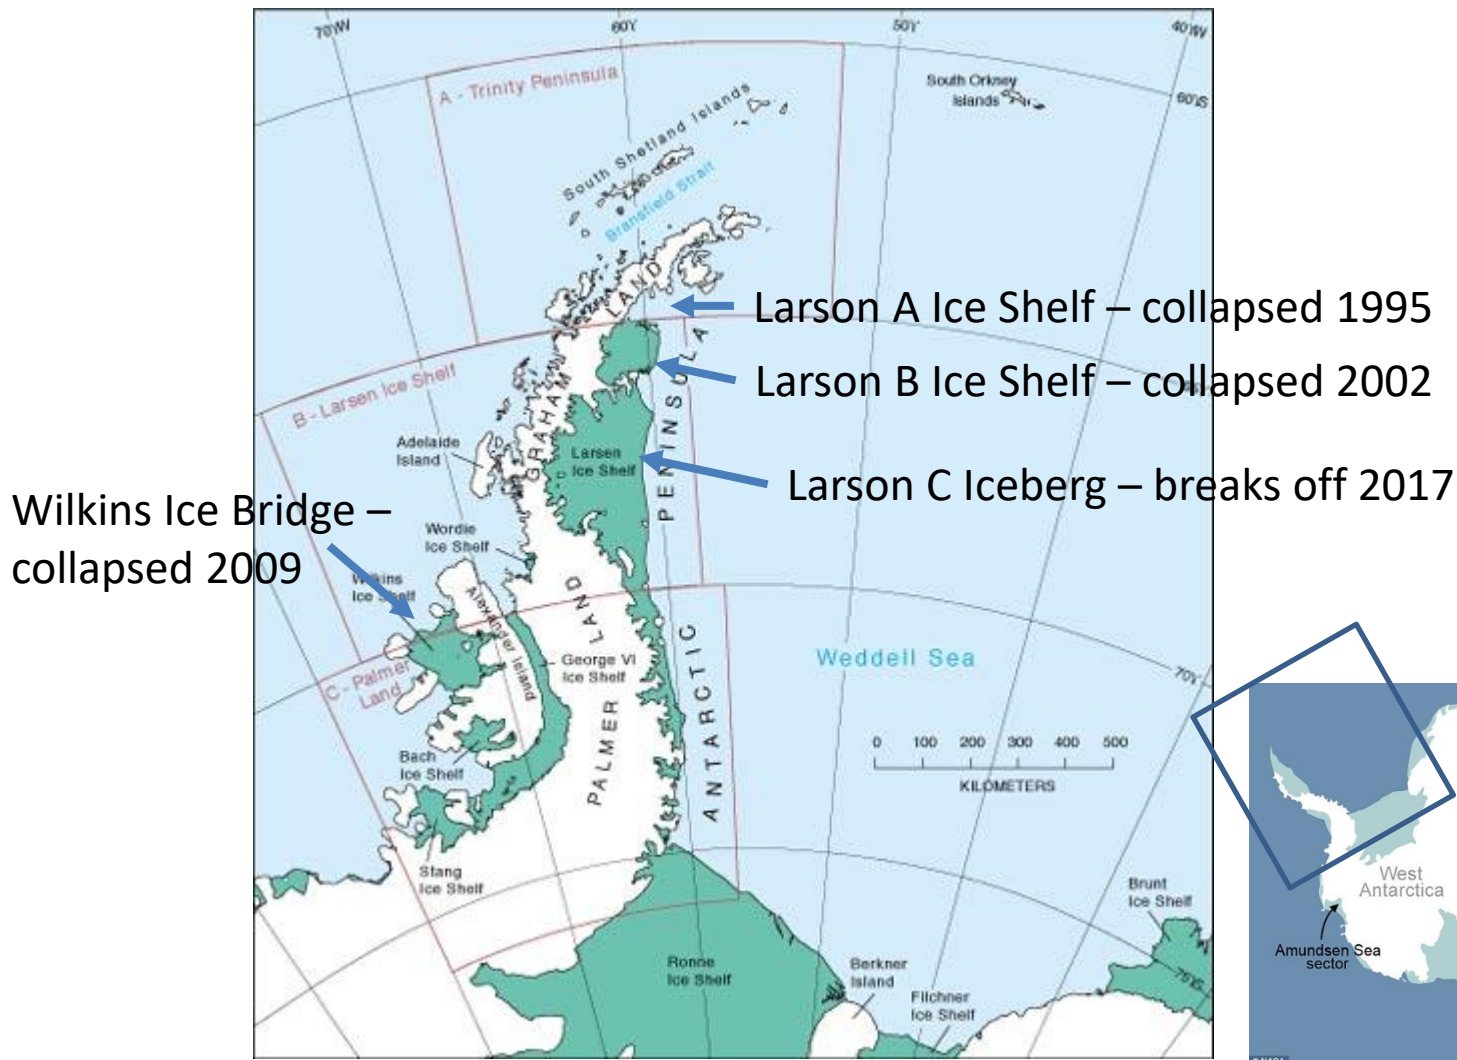 70°W
60°
50°
40°W
A - Trinity Peninsula
South Orkney
Islands
60°S
South Shetland Islands
Bransfield Strait
GRAHAM LAND
Larson A Ice Shelf – collapsed 1995
B - Larsen Ice Shelf
Larson B Ice Shelf – collapsed 2002
Adelaide
Island
Larsen
Ice Shelf
ANTARCTIC PENINSULA
Larson C Iceberg – breaks off 2017
Wilkins Ice Bridge –
collapsed 2009
Wordie
Ice Shelf
Wilkins
Ice Shelf
Alexander Island
PALMER LAND
George VI
Ice Shelf
Weddell Sea
70°
C - Palmer
Land
0 100 200 300 400 500
KILOMETERS
Bach
Ice Shelf
Stang
Ice Shelf
West
Antarctica
Brunt
Ice Shelf
Amundsen Sea
sector
Ronne
Ice Shelf
Berkner
Island
75°S
Filchner
Ice Shelf